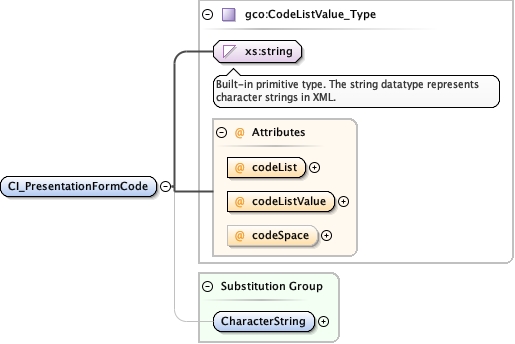 gco:CodeListValue_Type
xs:string
Built-in primitive type. The string datatype represents
character strings in XML.
@ Attributes
@ codeList
CI_PresentationFormCode
@ codeListValue
@ codeSpace
Substitution Group
CharacterString